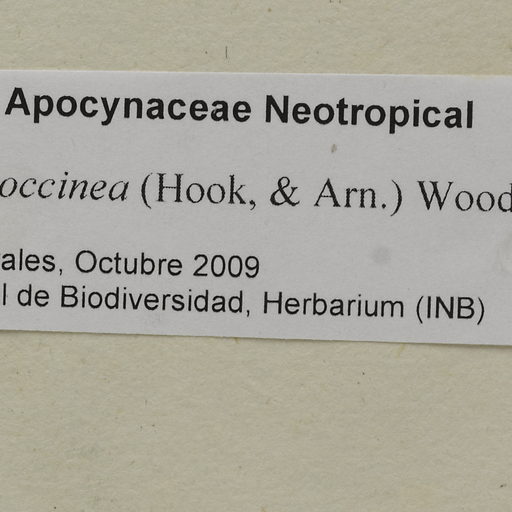 Apocynaceae Neotropical
occinea (Hook, & Arn.) Wood
ales, Octubre 2009
l de Biodiversidad, Herbarium (INB)